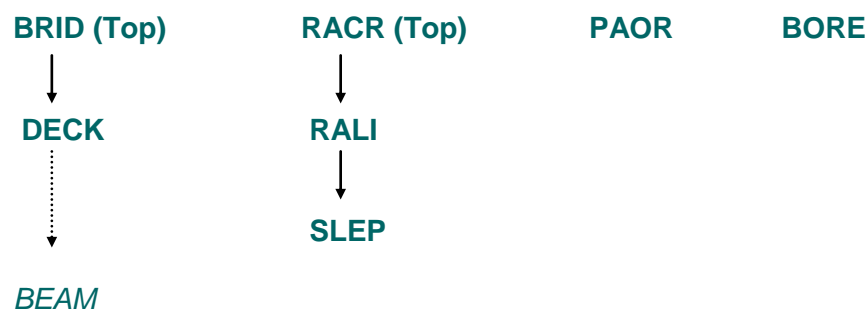 BRID (Top) RACR (Top) PAOR BORE
DECK RALI
SLEP
BEAM